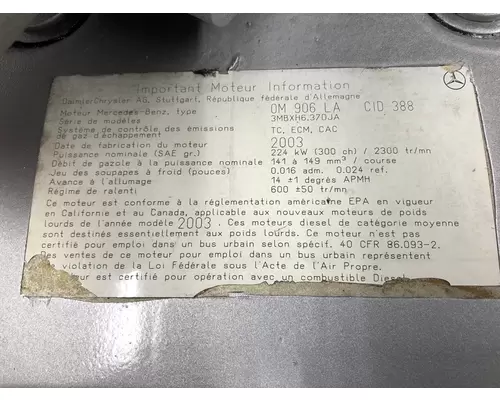 Important Moteur Information
DaimlerChrysler AG, Stuttgart, République fédérale d'Allemagne
Moteur Mercedes-Benz, type OM 906 LA CID 388
Série de modèles 3MBXH6.37DJA
Système de contrôle des émissions
de gaz d'échappement TC, ECM, CAC
Date de fabrication du moteur 2003
Puissance nominale (SAE gr.) 224 kW (300 ch) / 2300 tr/mn
Débit de gazole à la puissance nominale 141 à 149 mm³ / course
Jeu des soupapes à froid (pouces) 0.016 adm. 0.024 ref.
Avance à l'allumage 14 ±1 degrés APMH
Régime de ralenti 600 ±50 tr/mn
Ce moteur est conforme à la réglementation américaine EPA en vigueur
en Californie et au Canada, applicable aux nouveaux moteurs de poids
lourds de l'année modèle 2003. Ces moteurs diesel de catégorie moyenne
sont destinés essentiellement aux poids lourds. Ce moteur n'est pas
certifié pour emploi dans un bus urbain selon spécif. 40 CFR 86.093-2.
Des ventes de ce moteur pour emploi dans un bus urbain représentent
violation de la Loi Fédérale sous l'Acte de l'Air Propre.
moteur est certifié pour opération avec un combustible Diesel